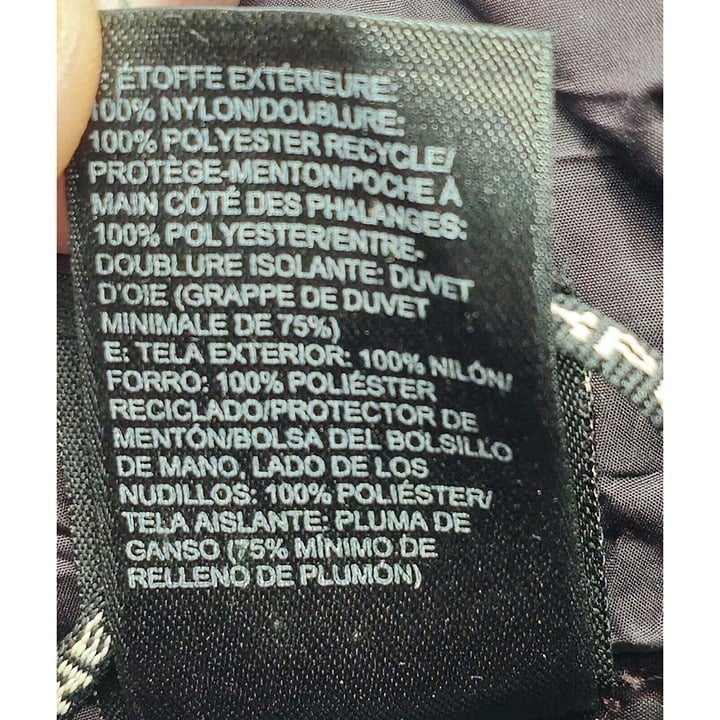 : ÉTOFFE EXTÉRIEURE:
100% NYLON/DOUBLURE:
100% POLYESTER RECYCLE/
PROTÈGE-MENTON/POCHE À
MAIN CÔTÉ DES PHALANGES:
100% POLYESTER/ENTRE-
DOUBLURE ISOLANTE: DUVET
D'OIE (GRAPPE DE DUVET
MINIMALE DE 75%)
E: TELA EXTERIOR: 100% NILÓN/
FORRO: 100% POLIÉSTER
RECICLADO/PROTECTOR DE
MENTÓN/BOLSA DEL BOLSILLO
DE MANO, LADO DE LOS
NUDILLOS: 100% POLIÉSTER/
TELA AISLANTE: PLUMA DE
GANSO (75% MÍNIMO DE
RELLENO DE PLUMÓN)